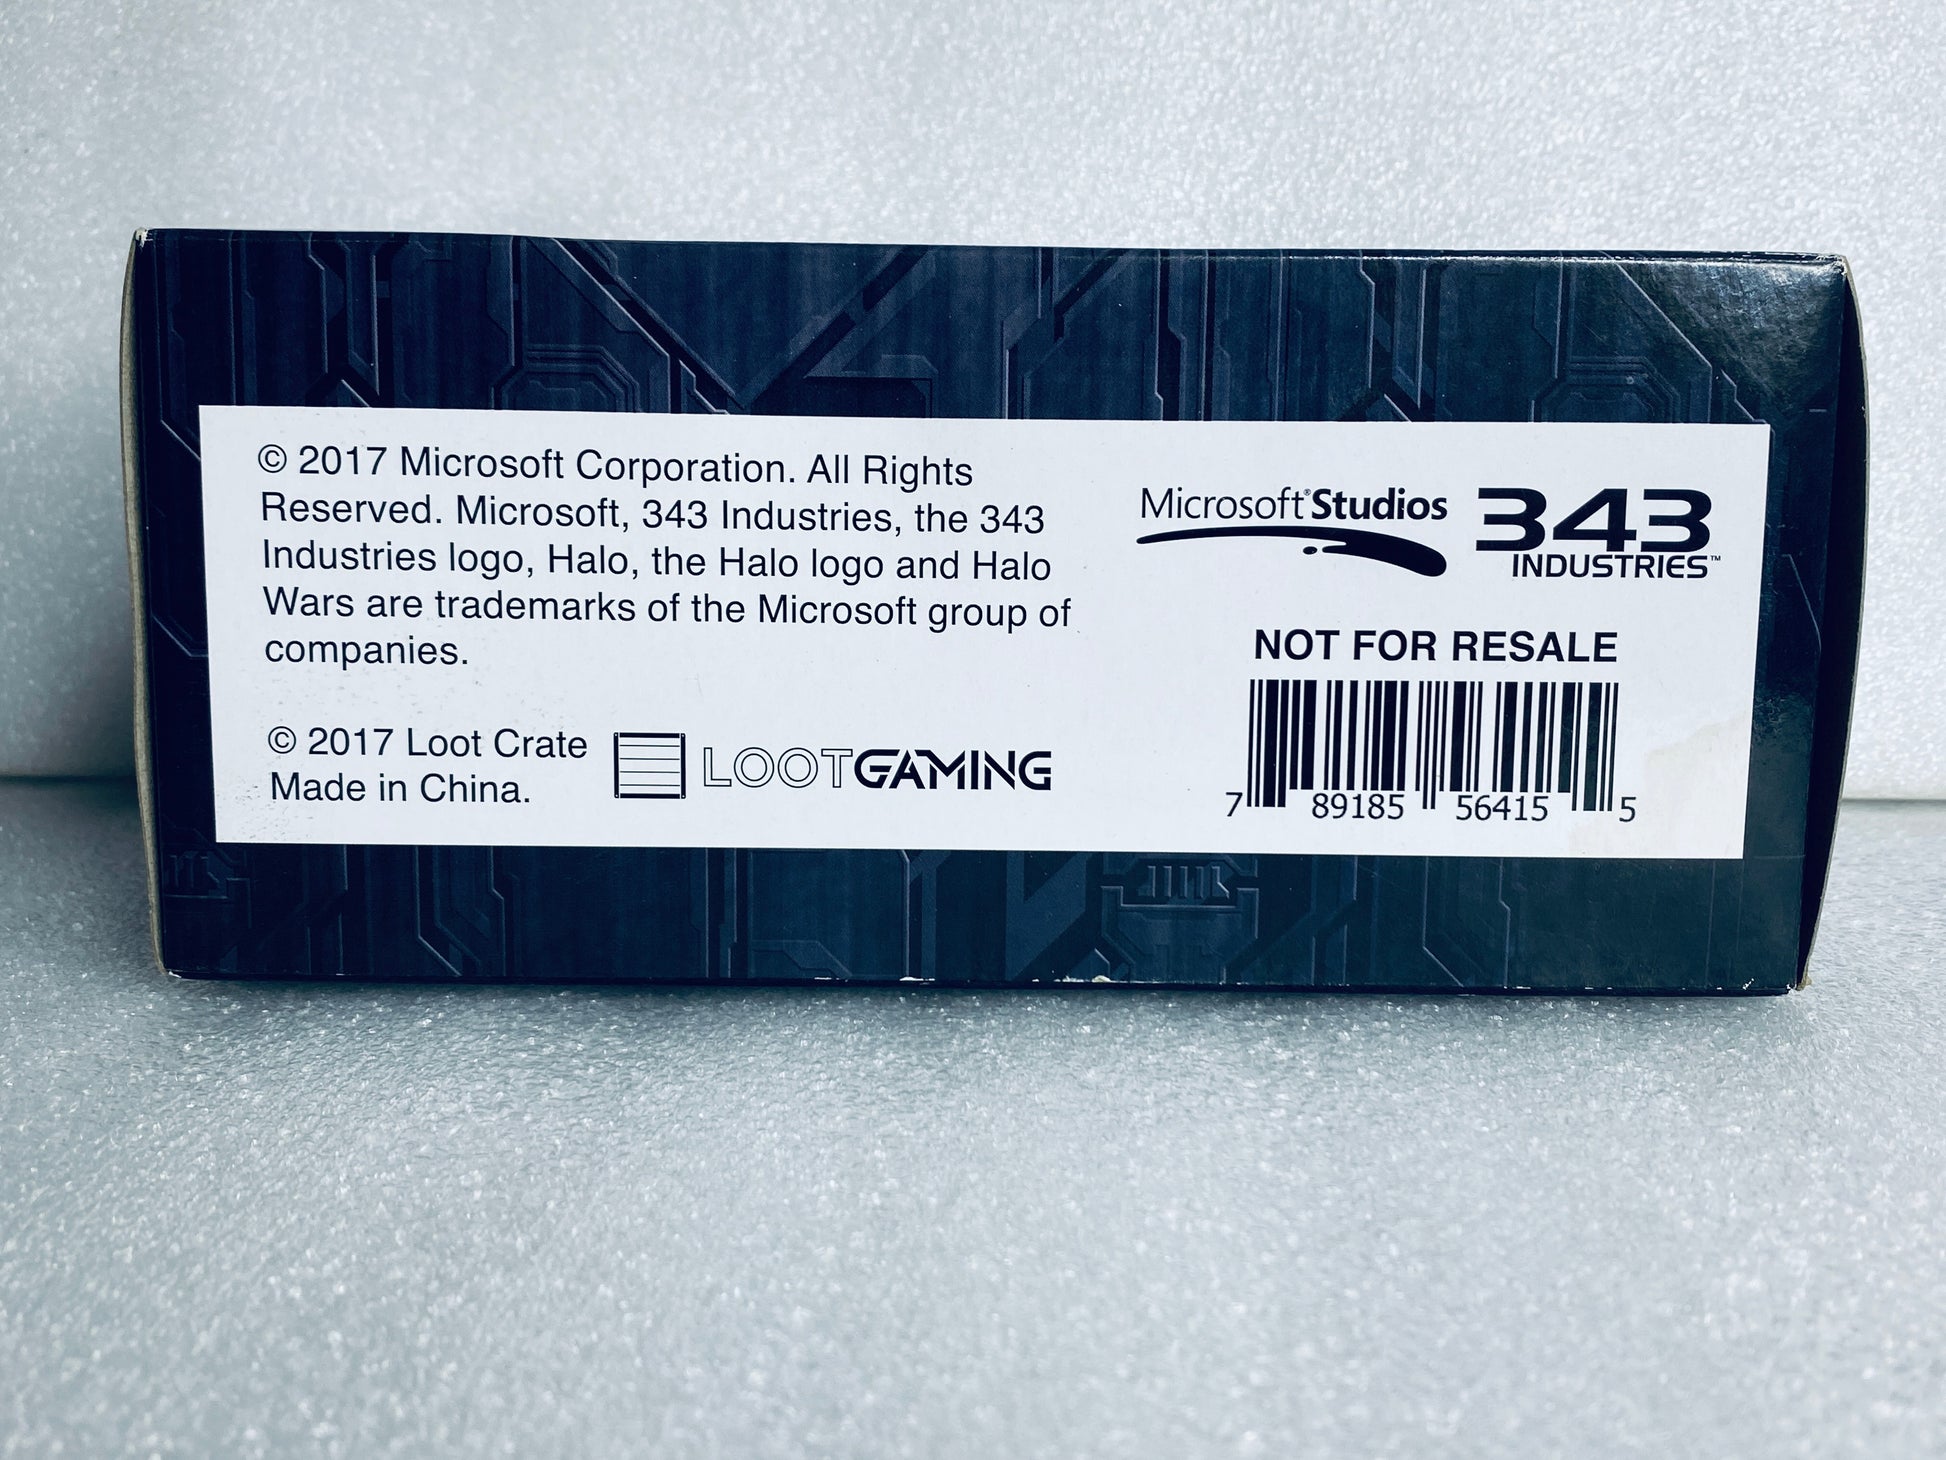 © 2017 Microsoft Corporation. All Rights
Reserved. Microsoft, 343 Industries, the 343
Industries logo, Halo, the Halo logo and Halo
Wars are trademarks of the Microsoft group of
companies.
© 2017 Loot Crate
Made in China.
LOOTGAMING
Microsoft® Studios
343
INDUSTRIES™
NOT FOR RESALE
7 89185 56415 5